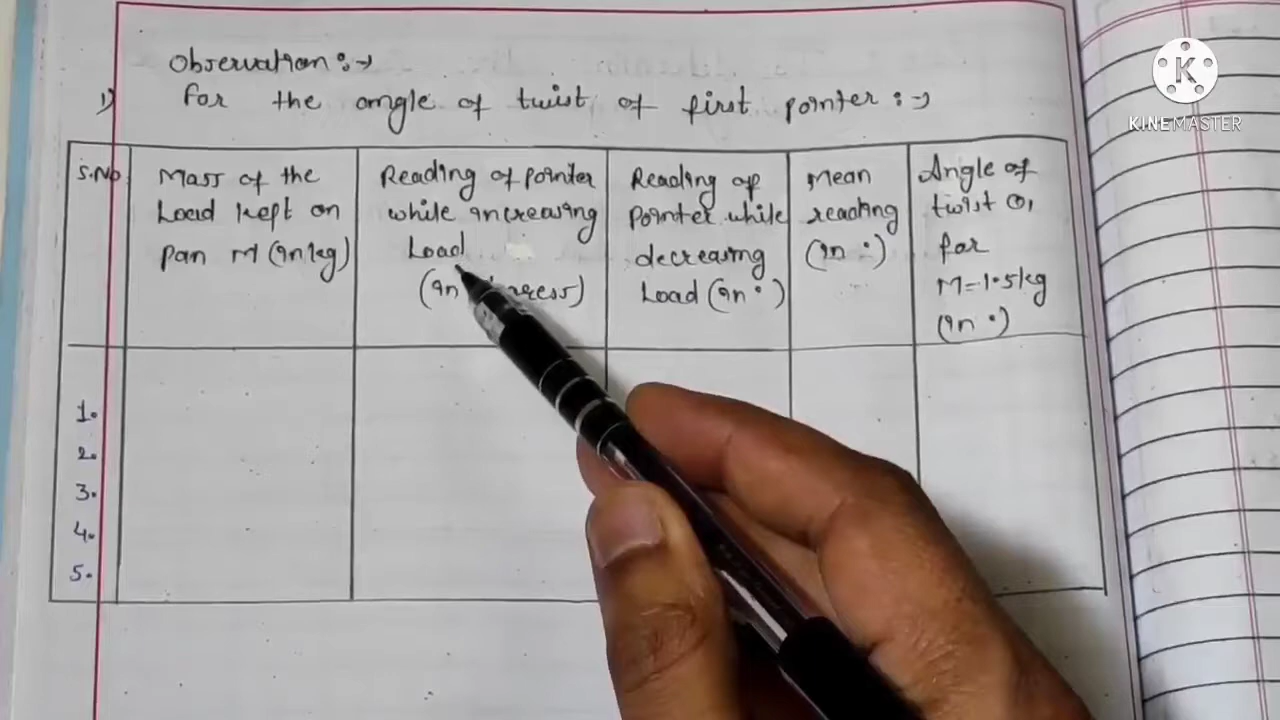 Observation :→
1) for the angle of twist of first pointer :→
S.No
Mass of the
Load kept on
pan M (in kg)
Reading of pointer
while increasing
Load
(in
Reading of
pointer while
decreasing
Load (in °)
Mean
reading
(in °)
Angle of
twist θ,
for
M=1.5kg
(in °)
1.
2.
3.
4.
5.
K
KINEMASTER